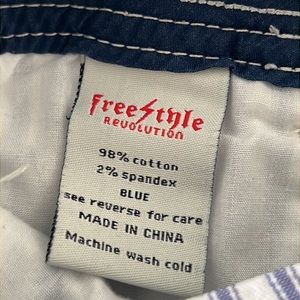 freestyle
REVOLUTION
98% cotton
2% spandex
BLUE
see reverse for care
MADE IN CHINA
Machine wash cold